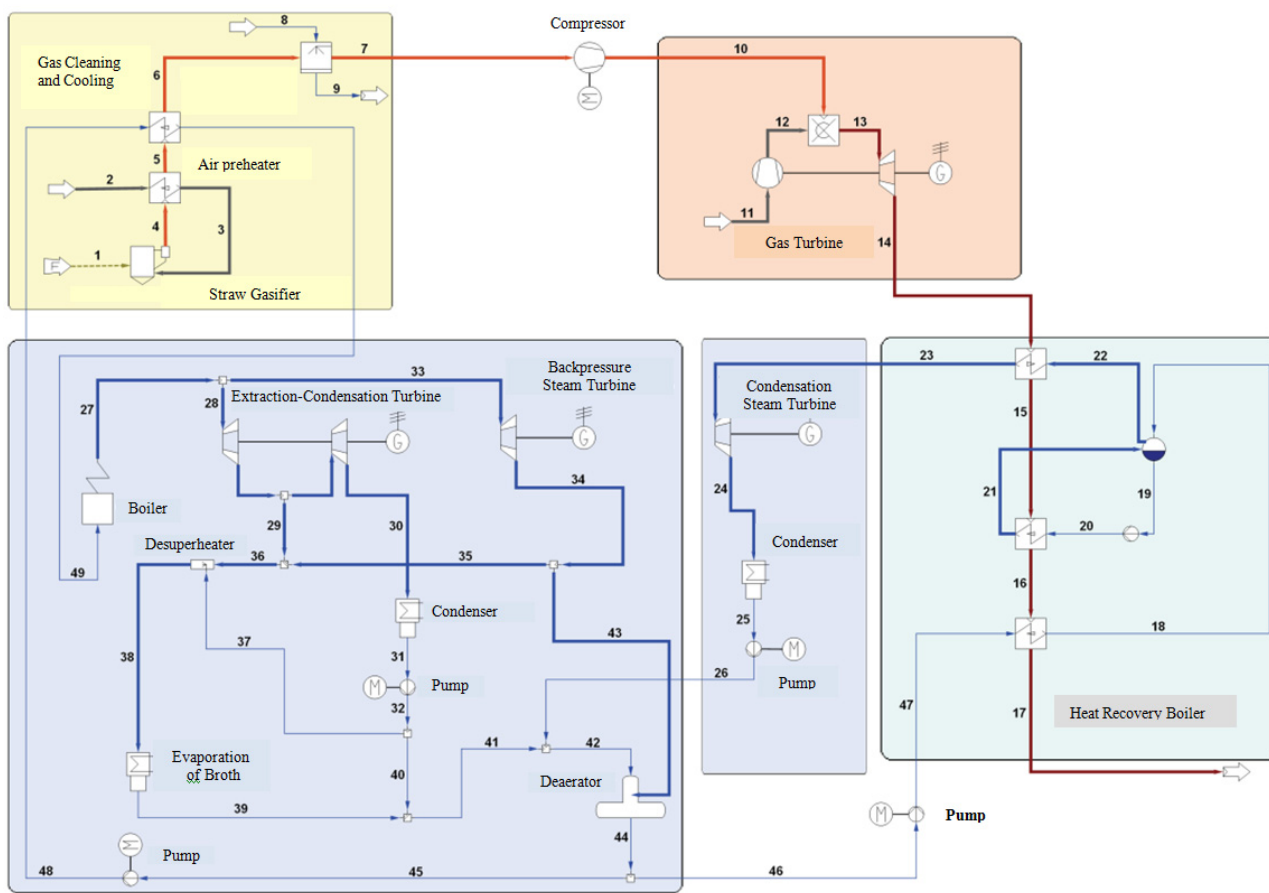 Compressor
8
7
10
Gas Cleaning
and Cooling
6
9
M
12
13
5
Air preheater
2
G
4
3
11
1
F
Gas Turbine
14
Straw Gasifier
33
Backpressure
Steam Turbine
23
22
27
28
Extraction-Condensation Turbine
Condensation
Steam Turbine
G
G
G
15
34
24
21
19
Boiler
29
30
20
Desuperheater
36
35
Condenser
49
16
Condenser
25
43
18
38
37
31
M
26
M
Pump
Pump
47
32
17
Heat Recovery Boiler
41
42
Evaporation
of Broth
40
Deaerator
39
M
Pump
44
M
Pump
48
45
46